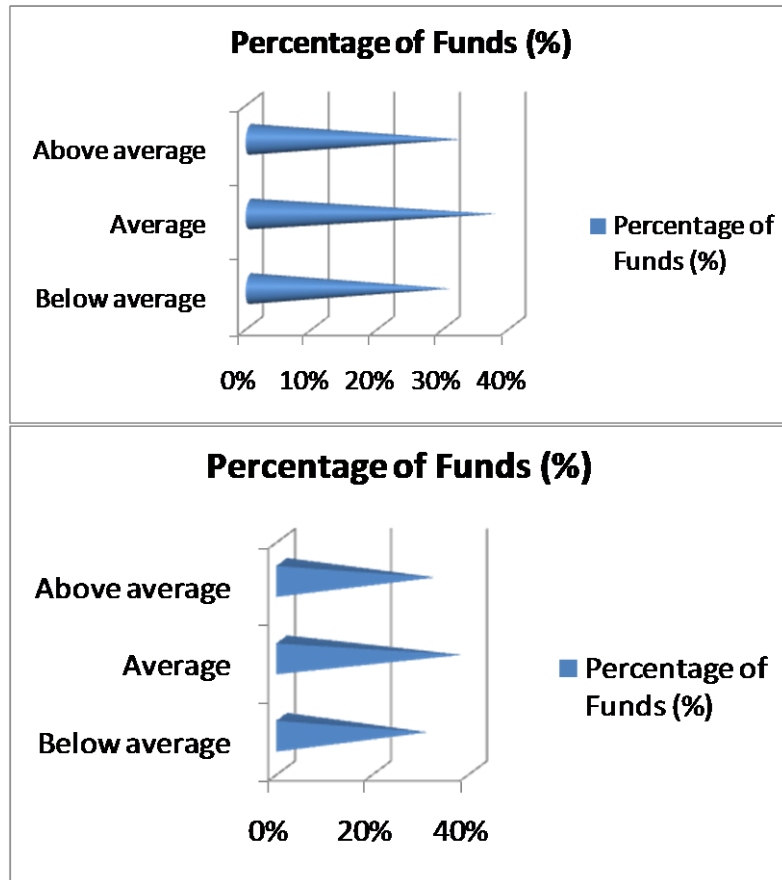 Percentage of Funds (%)
Above average
Average
Below average
Percentage of
Funds (%)
0% 10% 20% 30% 40%
Percentage of Funds (%)
Above average
Average
Below average
Percentage of
Funds (%)
0% 20% 40%